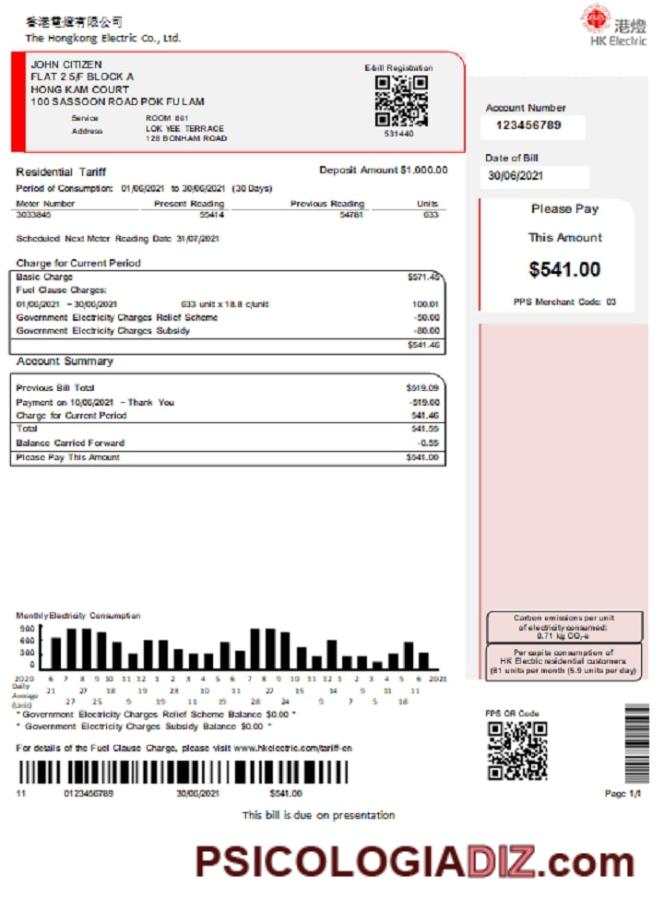 香港電燈有限公司
The Hongkong Electric Co., Ltd.
港燈
HK Electric
JOHN CITIZEN
FLAT 2 5/F BLOCK A
HONG KAM COURT
100 SASSOON ROAD POK FU LAM
Service Address
ROOM 861
LOK YEE TERRACE
128 BONHAM ROAD
E-bill Registration
531440
Account Number
123456789
Date of Bill
30/06/2021
Please Pay
This Amount
$541.00
PPS Merchant Code: 03
Residential Tariff Deposit Amount $1,000.00
Period of Consumption: 01/06/2021 to 30/06/2021 (30 Days)
Meter Number Present Reading Previous Reading Units
3033846 55414 54781 633
Scheduled Next Meter Reading Date 31/07/2021
Charge for Current Period
Basic Charge $571.45
Fuel Clause Charges:
01/06/2021 – 30/06/2021 633 unit x 18.8 c/unit 100.01
Government Electricity Charges Relief Scheme -50.00
Government Electricity Charges Subsidy -80.00
$541.46
Account Summary
Previous Bill Total $519.09
Payment on 10/06/2021 – Thank You -519.00
Charge for Current Period 541.46
Total 541.55
Balance Carried Forward -0.55
Please Pay This Amount $541.00
Monthly Electricity Consumption
900
600
300
0
2020 6 7 8 9 10 11 12 1 2 3 4 5 6 7 8 9 10 11 12 1 2 3 4 5 6 2021
Daily Average (Unit)
21 27 18 19 28 10 11 27 18 11 14 9 11
27 25 9 19 11 19 28 24 9 7 5 18
* Government Electricity Charges Relief Scheme Balance $0.00 *
* Government Electricity Charges Subsidy Balance $0.00 *
For details of the Fuel Clause Charge, please visit www.hkelectric.com/tariff-en
Carbon emissions per unit
of electricity consumed:
0.71 kg CO₂-e
Per capita consumption of
HK Electric residential customers:
(81 units per month (5.9 units per day)
FPS QR Code
11 0123456789 30/06/2021 $541.00
Page 1/1
This bill is due on presentation
PSICOLOGIADIZ.com